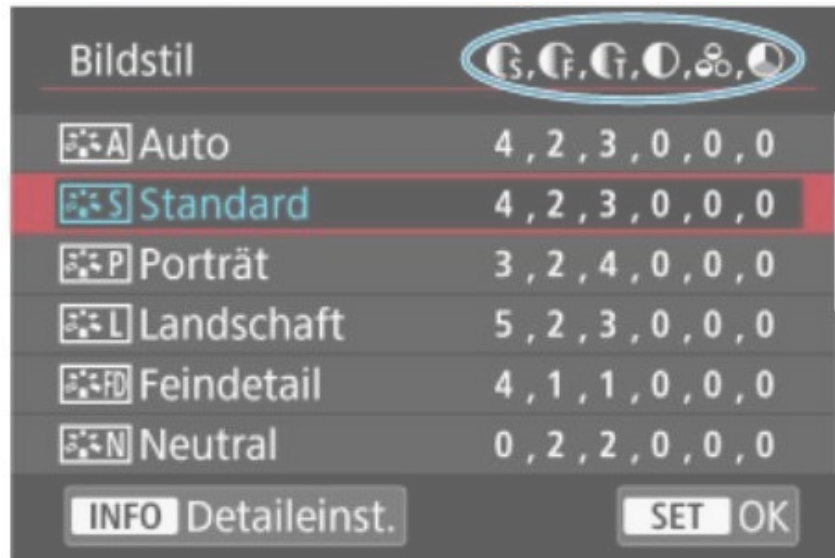 Bildstil S, F, T, , ,
A Auto 4 , 2 , 3 , 0 , 0 , 0
S Standard 4 , 2 , 3 , 0 , 0 , 0
P Porträt 3 , 2 , 4 , 0 , 0 , 0
L Landschaft 5 , 2 , 3 , 0 , 0 , 0
FD Feindetail 4 , 1 , 1 , 0 , 0 , 0
N Neutral 0 , 2 , 2 , 0 , 0 , 0
INFO Detaileinst. SET OK